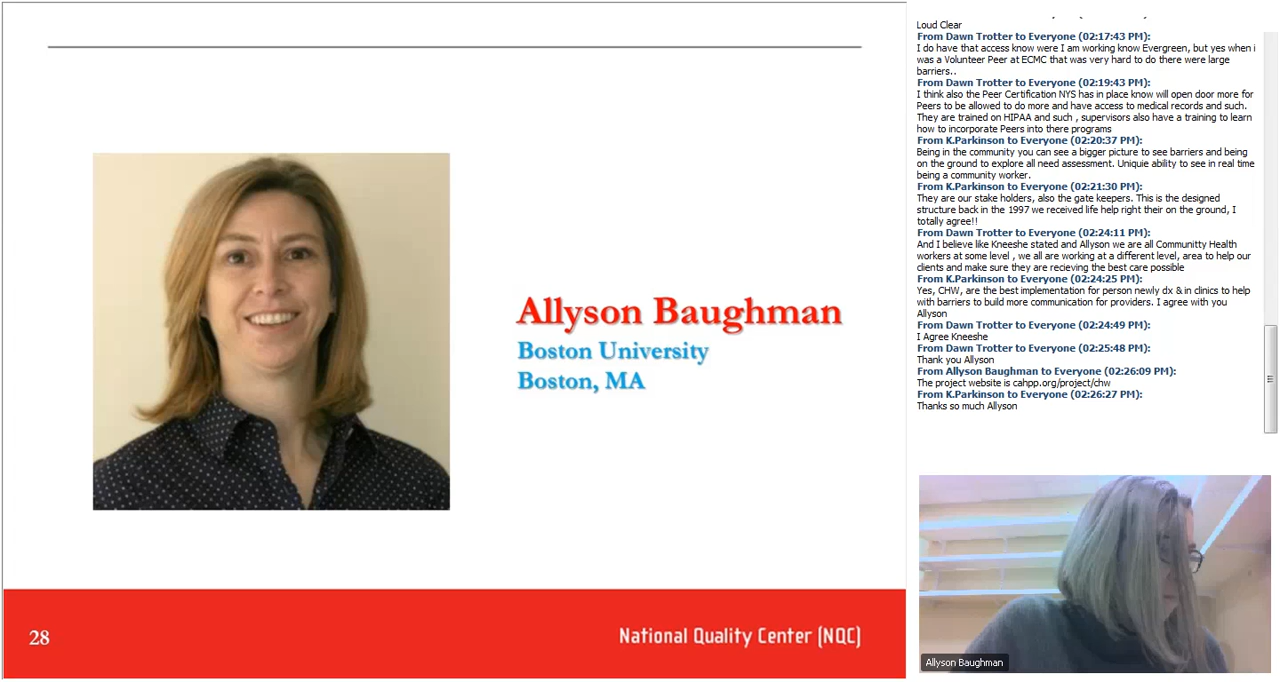 Allyson Baughman
Boston University
Boston, MA
28
National Quality Center (NQC)
Loud Clear
From Dawn Trotter to Everyone (02:17:43 PM):
I do have that access know were I am working know Evergreen, but yes when i
was a Volunteer Peer at ECMC that was very hard to do there were large
barriers..
From Dawn Trotter to Everyone (02:19:43 PM):
I think also the Peer Certification NYS has in place know will open door more for
Peers to be allowed to do more and have access to medical records and such.
They are trained on HIPAA and such , supervisors also have a training to learn
how to incorporate Peers into there programs
From K.Parkinson to Everyone (02:20:37 PM):
Being in the community you can see a bigger picture to see barriers and being
on the ground to explore all need assessment. Uniquie ability to see in real time
being a community worker.
From K.Parkinson to Everyone (02:21:30 PM):
They are our stake holders, also the gate keepers. This is the designed
structure back in the 1997 we received life help right their on the ground, I
totally agree!!
From Dawn Trotter to Everyone (02:24:11 PM):
And I believe like Kneeshe stated and Allyson we are all Communitty Health
workers at some level , we all are working at a different level, area to help our
clients and make sure they are recieving the best care possible
From K.Parkinson to Everyone (02:24:25 PM):
Yes, CHW, are the best implementation for person newly dx & in clinics to help
with barriers to build more communication for providers. I agree with you
Allyson
From Dawn Trotter to Everyone (02:24:49 PM):
I Agree Kneeshe
From Dawn Trotter to Everyone (02:25:48 PM):
Thank you Allyson
From Allyson Baughman to Everyone (02:26:09 PM):
The project website is cahpp.org/project/chw
From K.Parkinson to Everyone (02:26:27 PM):
Thanks so much Allyson
Allyson Baughman